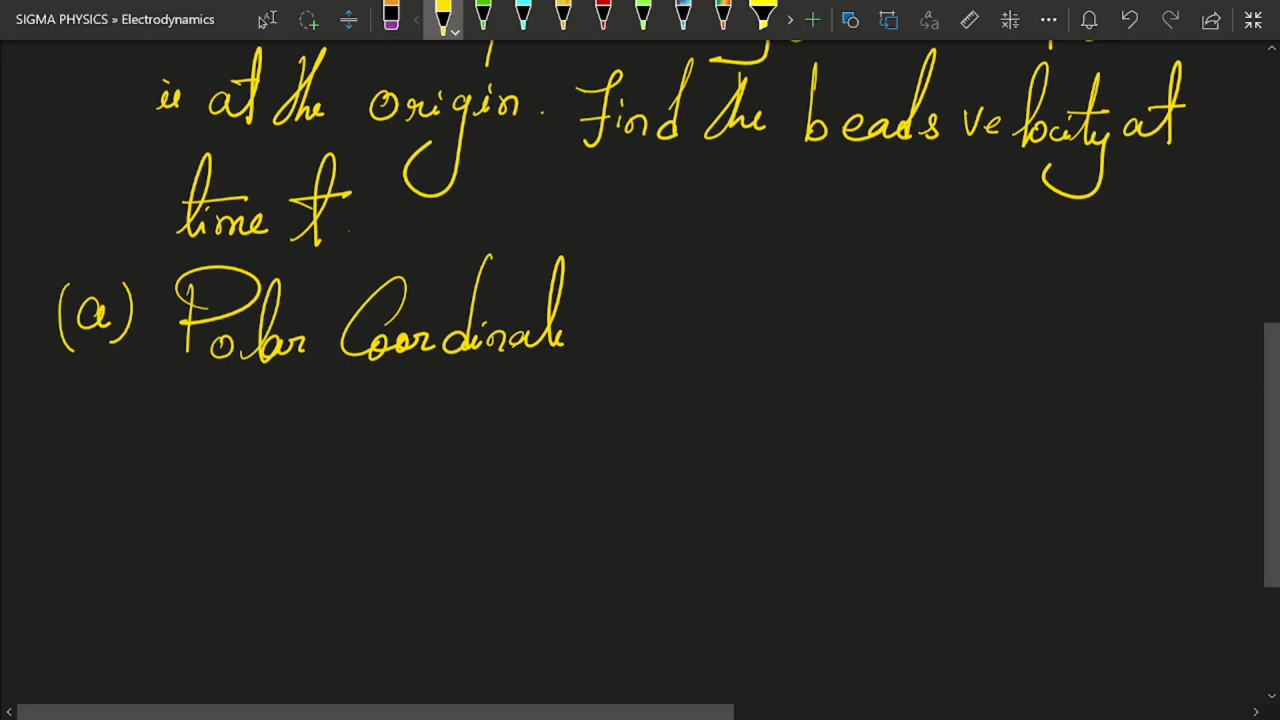 SIGMA PHYSICS » Electrodynamics
is at the origin. Find the beads velocity at
time t
(a) Polar Coordinate